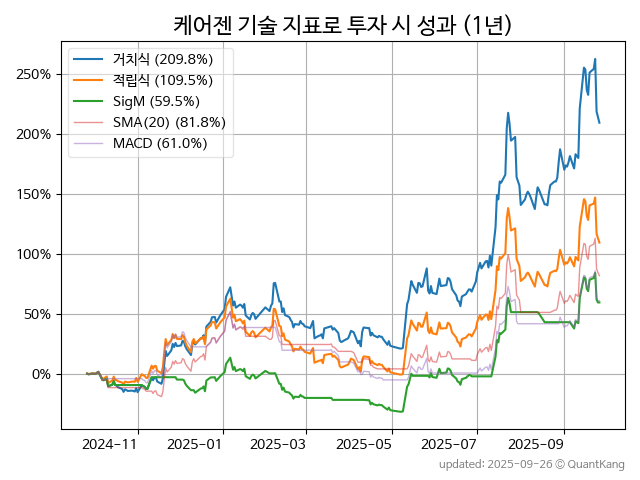 케어젠 기술 지표로 투자 시 성과 (1년)
거치식 (209.8%)
적립식 (109.5%)
SigM (59.5%)
SMA(20) (81.8%)
MACD (61.0%)
250%
200%
150%
100%
50%
0%
2024-11
2025-01
2025-03
2025-05
2025-07
2025-09
updated: 2025-09-26 © QuantKang